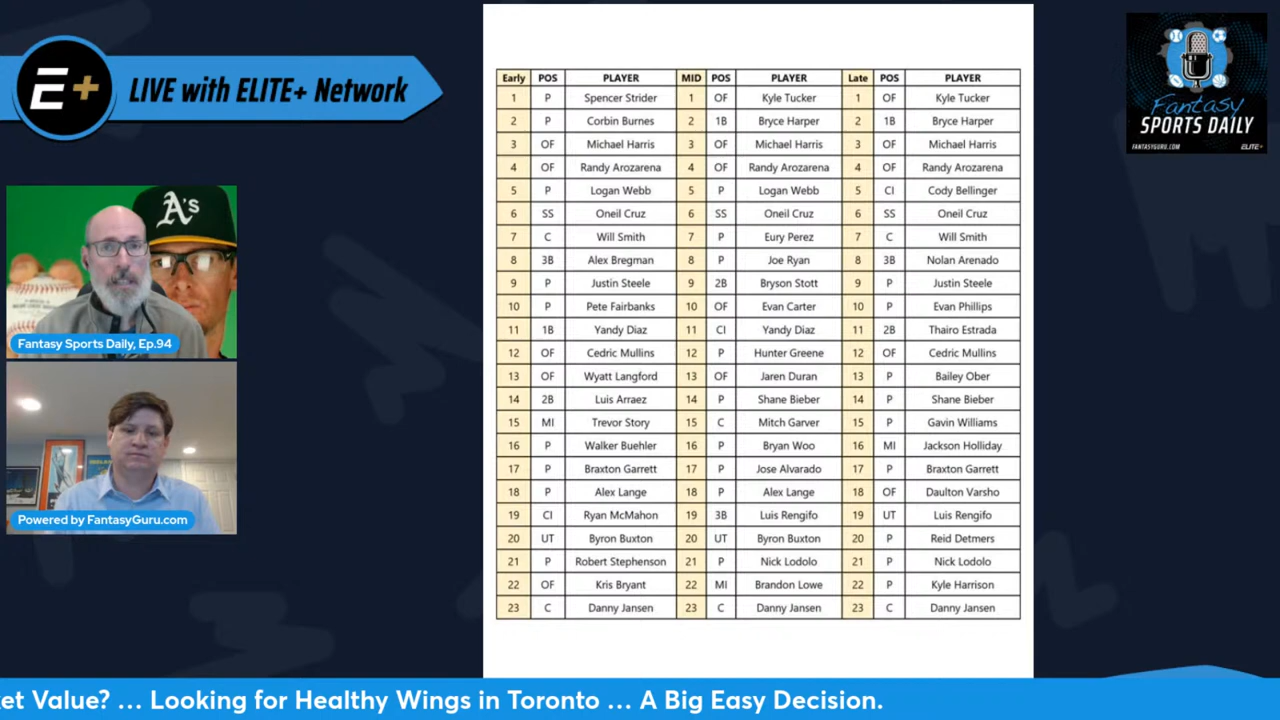 E+
LIVE with ELITE+ Network
A's
Fantasy Sports Daily, Ep.94
Powered by FantasyGuru.com
Early POS PLAYER MID POS PLAYER Late POS PLAYER
1 P Spencer Strider 1 OF Kyle Tucker 1 OF Kyle Tucker
2 P Corbin Burnes 2 1B Bryce Harper 2 1B Bryce Harper
3 OF Michael Harris 3 OF Michael Harris 3 OF Michael Harris
4 OF Randy Arozarena 4 OF Randy Arozarena 4 OF Randy Arozarena
5 P Logan Webb 5 P Logan Webb 5 CI Cody Bellinger
6 SS Oneil Cruz 6 SS Oneil Cruz 6 SS Oneil Cruz
7 C Will Smith 7 P Eury Perez 7 C Will Smith
8 3B Alex Bregman 8 P Joe Ryan 8 3B Nolan Arenado
9 P Justin Steele 9 2B Bryson Stott 9 P Justin Steele
10 P Pete Fairbanks 10 OF Evan Carter 10 P Evan Phillips
11 1B Yandy Diaz 11 CI Yandy Diaz 11 2B Thairo Estrada
12 OF Cedric Mullins 12 P Hunter Greene 12 OF Cedric Mullins
13 OF Wyatt Langford 13 OF Jaren Duran 13 P Bailey Ober
14 2B Luis Arraez 14 P Shane Bieber 14 P Shane Bieber
15 MI Trevor Story 15 C Mitch Garver 15 P Gavin Williams
16 P Walker Buehler 16 P Bryan Woo 16 MI Jackson Holliday
17 P Braxton Garrett 17 P Jose Alvarado 17 P Braxton Garrett
18 P Alex Lange 18 P Alex Lange 18 OF Daulton Varsho
19 CI Ryan McMahon 19 3B Luis Rengifo 19 UT Luis Rengifo
20 UT Byron Buxton 20 UT Byron Buxton 20 P Reid Detmers
21 P Robert Stephenson 21 P Nick Lodolo 21 P Nick Lodolo
22 OF Kris Bryant 22 MI Brandon Lowe 22 P Kyle Harrison
23 C Danny Jansen 23 C Danny Jansen 23 C Danny Jansen
Fantasy
SPORTS DAILY
FANTASYGURU.COM ELITE+
et Value? ... Looking for Healthy Wings in Toronto ... A Big Easy Decision.